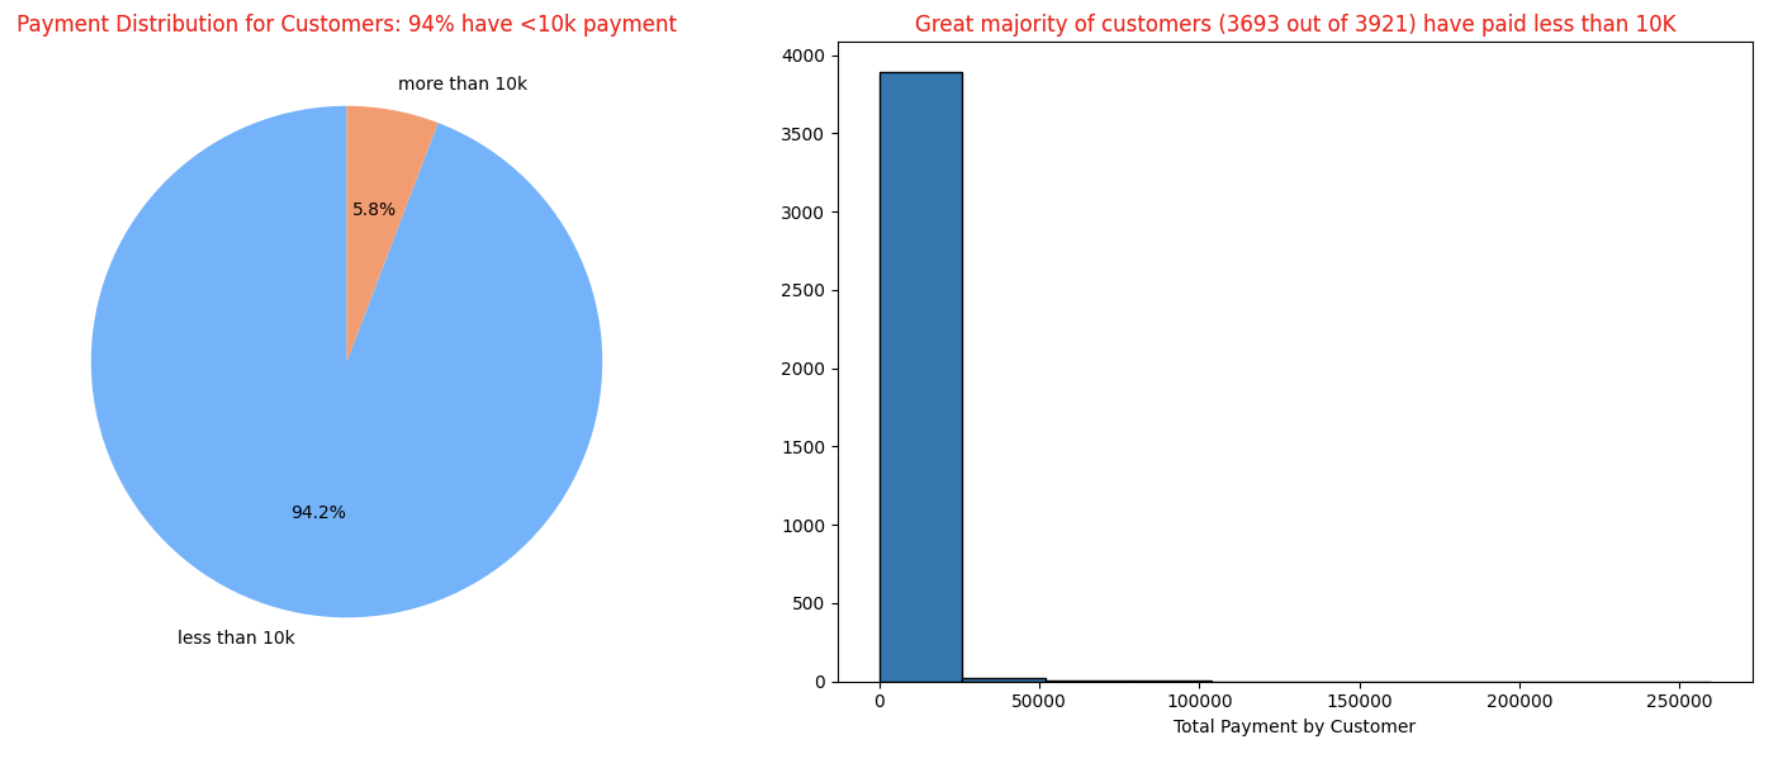 Payment Distribution for Customers: 94% have <10k payment
more than 10k
5.8%
94.2%
less than 10k
Great majority of customers (3693 out of 3921) have paid less than 10K
4000
3500
3000
2500
2000
1500
1000
500
0
0 50000 100000 150000 200000 250000
Total Payment by Customer